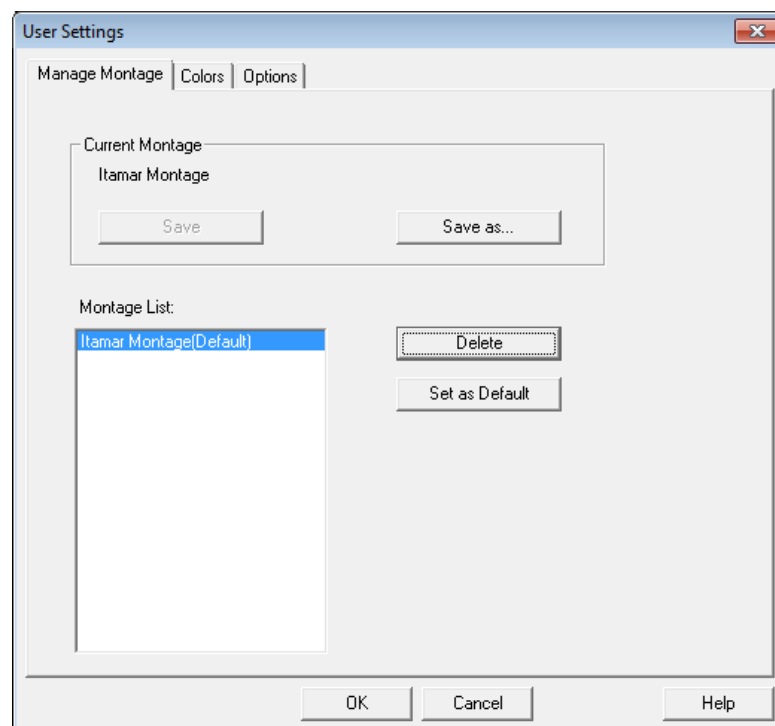 User Settings
Manage Montage Colors Options
Current Montage
Itamar Montage
Save Save as...
Montage List:
Itamar Montage(Default)
Delete
Set as Default
OK Cancel Help